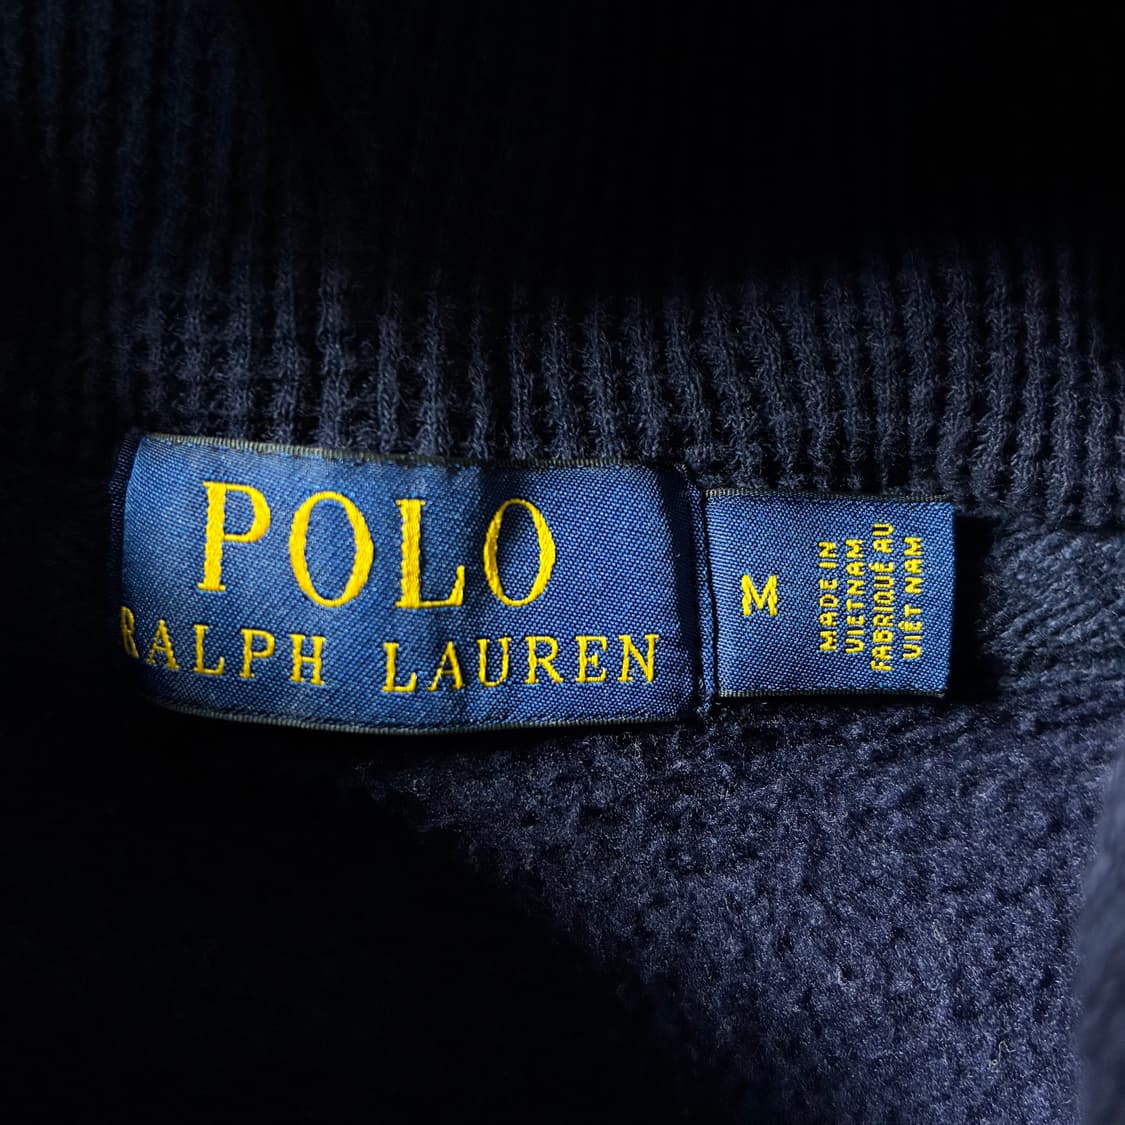 POLO
RALPH LAUREN
M
MADE IN
VIETNAM
FABRIQUÉ AU
VIÊT NAM